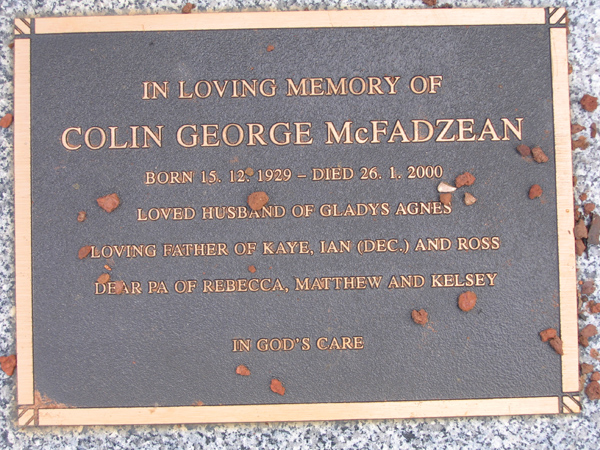 IN LOVING MEMORY OF
COLIN GEORGE McFADZEAN
BORN 15. 12. 1929 – DIED 26. 1. 2000
LOVED HUSBAND OF GLADYS AGNES
LOVING FATHER OF KAYE, IAN (DEC.) AND ROSS
DEAR PA OF REBECCA, MATTHEW AND KELSEY
IN GOD'S CARE